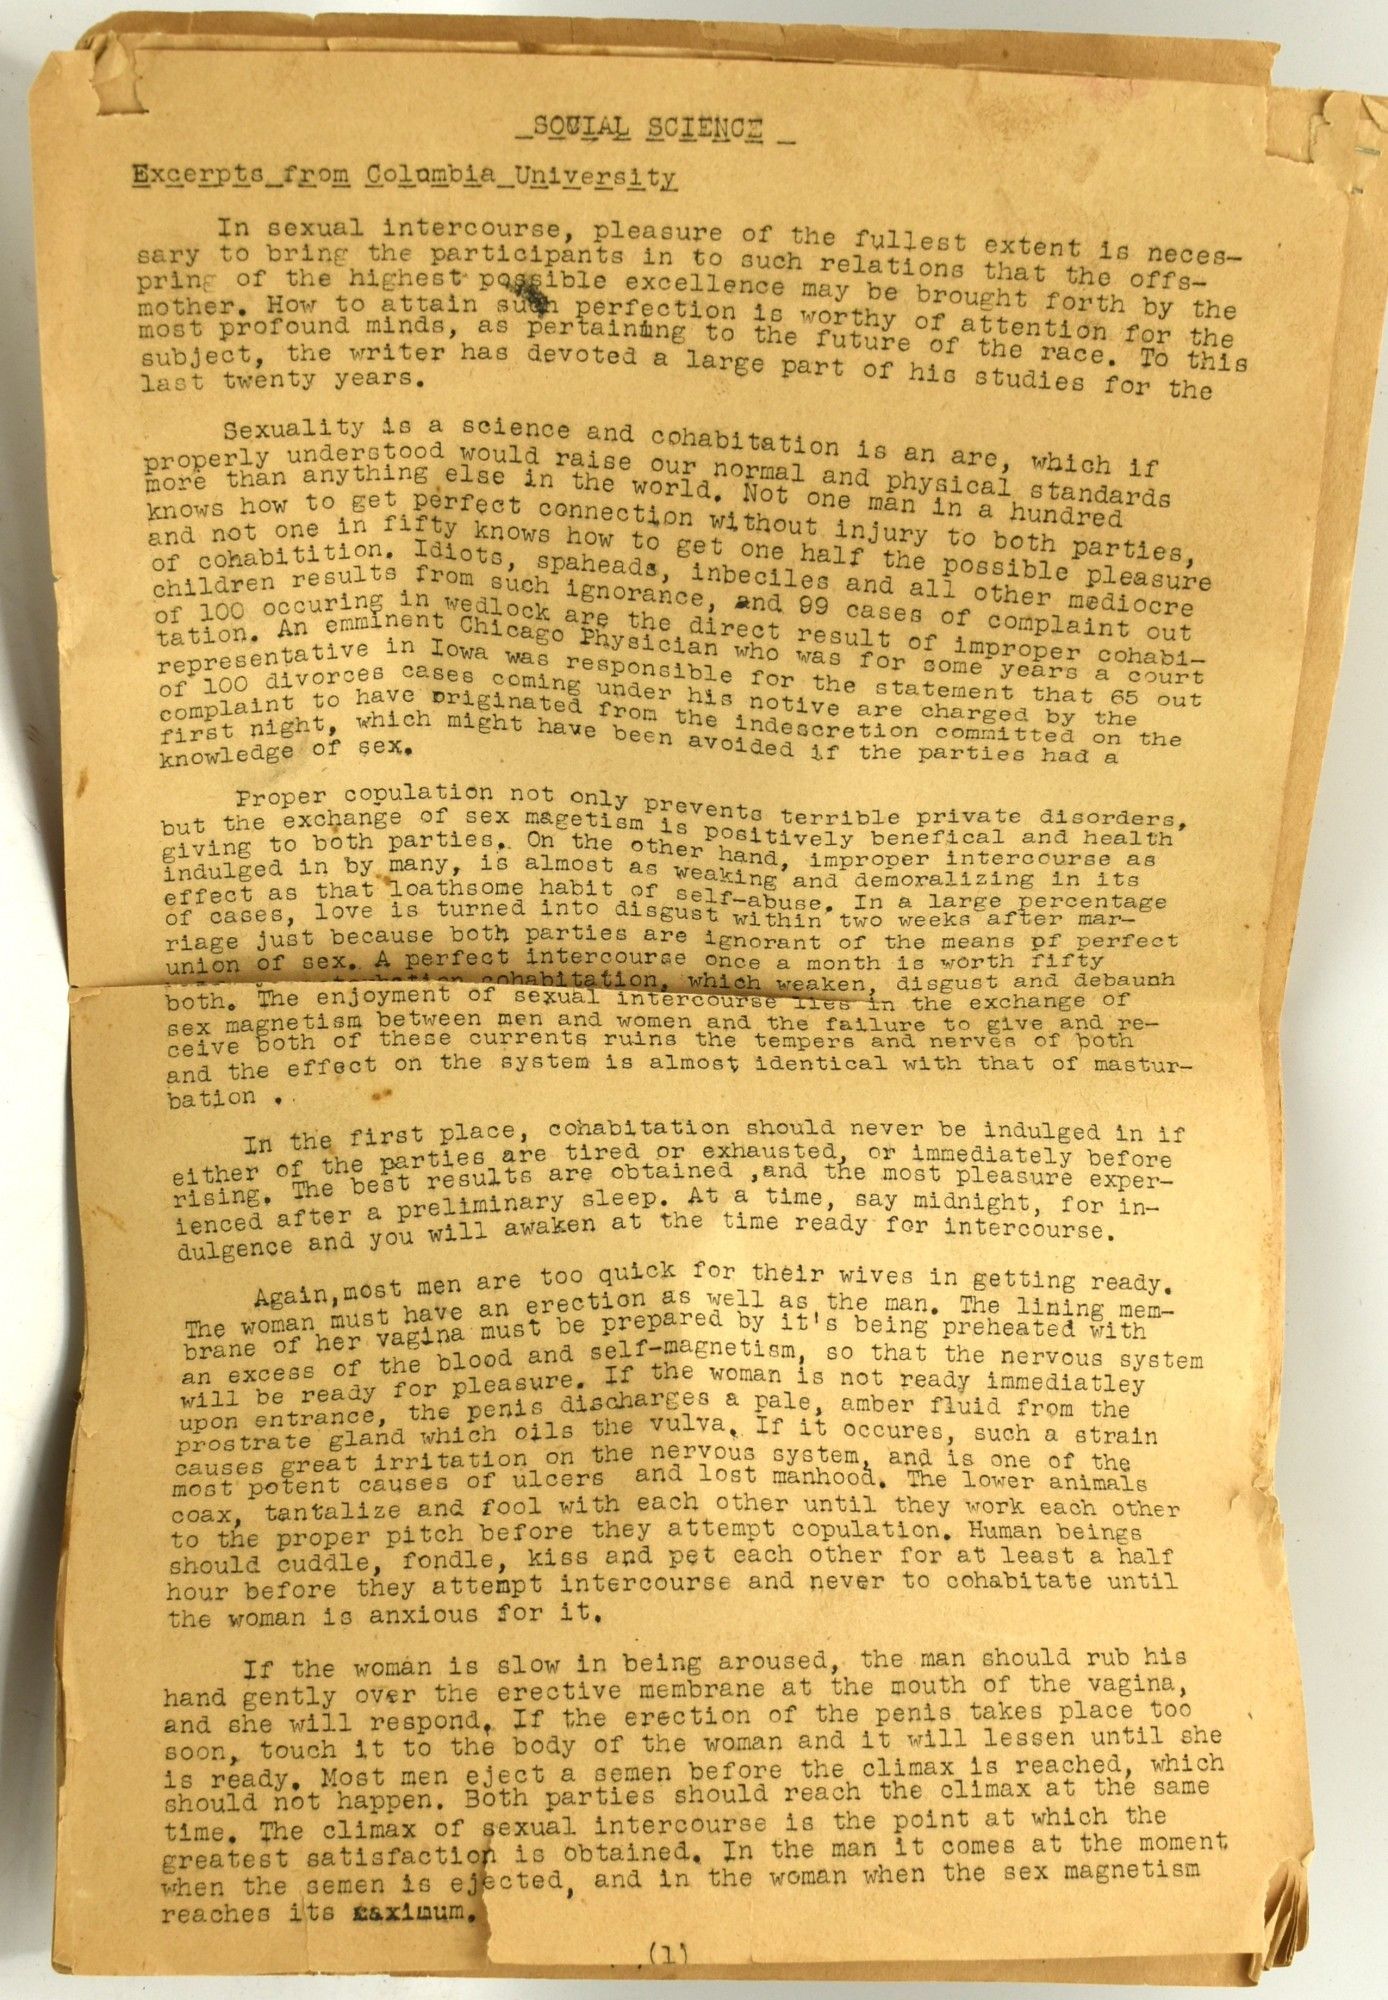 SOCIAL SCIENCE
Excerpts from Columbia University
In sexual intercourse, pleasure of the fullest extent is neces-
sary to bring the participants in to such relations that the offs-
pring of the highest possible excellence may be brought forth by the
mother. How to attain such perfection is worthy of attention for the
most profound minds, as pertaining to the future of the race. To this
subject, the writer has devoted a large part of his studies for the
last twenty years.
Sexuality is a science and cohabitation is an are, which if
properly understood would raise our normal and physical standards
more than anything else in the world. Not one man in a hundred
knows how to get perfect connection without injury to both parties,
and not one in fifty knows how to get one half the possible pleasure
of cohabitition. Idiots, spaheads, inbeciles and all other mediocre
children results from such ignorance, and 99 cases of complaint out
of 100 occuring in wedlock are the direct result of improper cohabi-
tation. An emminent Chicago Physician who was for some years a court
representative in Iowa was responsible for the statement that 65 out
of 100 divorces cases coming under his notive are charged by the
complaint to have originated from the indescretion committed on the
first night, which might have been avoided if the parties had a
knowledge of sex.
Proper copulation not only prevents terrible private disorders,
but the exchange of sex magetism is positively benefical and health
giving to both parties. On the other hand, improper intercourse as
indulged in by many, is almost as weaking and demoralizing in its
effect as that loathsome habit of self-abuse. In a large percentage
of cases, love is turned into disgust within two weeks after mar-
riage just because both parties are ignorant of the means of perfect
union of sex. A perfect intercourse once a month is worth fifty
cohabitation, which weaken, disgust and debaunh
both. The enjoyment of sexual intercourse lies in the exchange of
sex magnetism between men and women and the failure to give and re-
ceive both of these currents ruins the tempers and nerves of both
and the effect on the system is almost identical with that of mastur-
bation .
In the first place, cohabitation should never be indulged in if
either of the parties are tired or exhausted, or immediately before
rising. The best results are obtained ,and the most pleasure exper-
ienced after a preliminary sleep. At a time, say midnight, for in-
dulgence and you will awaken at the time ready for intercourse.
Again,most men are too quick for their wives in getting ready.
The woman must have an erection as well as the man. The lining mem-
brane of her vagina must be prepared by it's being preheated with
an excess of the blood and self-magnetism, so that the nervous system
will be ready for pleasure. If the woman is not ready immediatley
upon entrance, the penis discharges a pale, amber fluid from the
prostrate gland which oils the vulva. If it occures, such a strain
causes great irritation on the nervous system, and is one of the
most potent causes of ulcers and lost manhood. The lower animals
coax, tantalize and fool with each other until they work each other
to the proper pitch before they attempt copulation. Human beings
should cuddle, fondle, kiss and pet each other for at least a half
hour before they attempt intercourse and never to cohabitate until
the woman is anxious for it.
If the woman is slow in being aroused, the man should rub his
hand gently over the erective membrane at the mouth of the vagina,
and she will respond. If the erection of the penis takes place too
soon, touch it to the body of the woman and it will lessen until she
is ready. Most men eject a semen before the climax is reached, which
should not happen. Both parties should reach the climax at the same
time. The climax of sexual intercourse is the point at which the
greatest satisfaction is obtained. In the man it comes at the moment
when the semen is ejected, and in the woman when the sex magnetism
reaches its maximum.
(1)